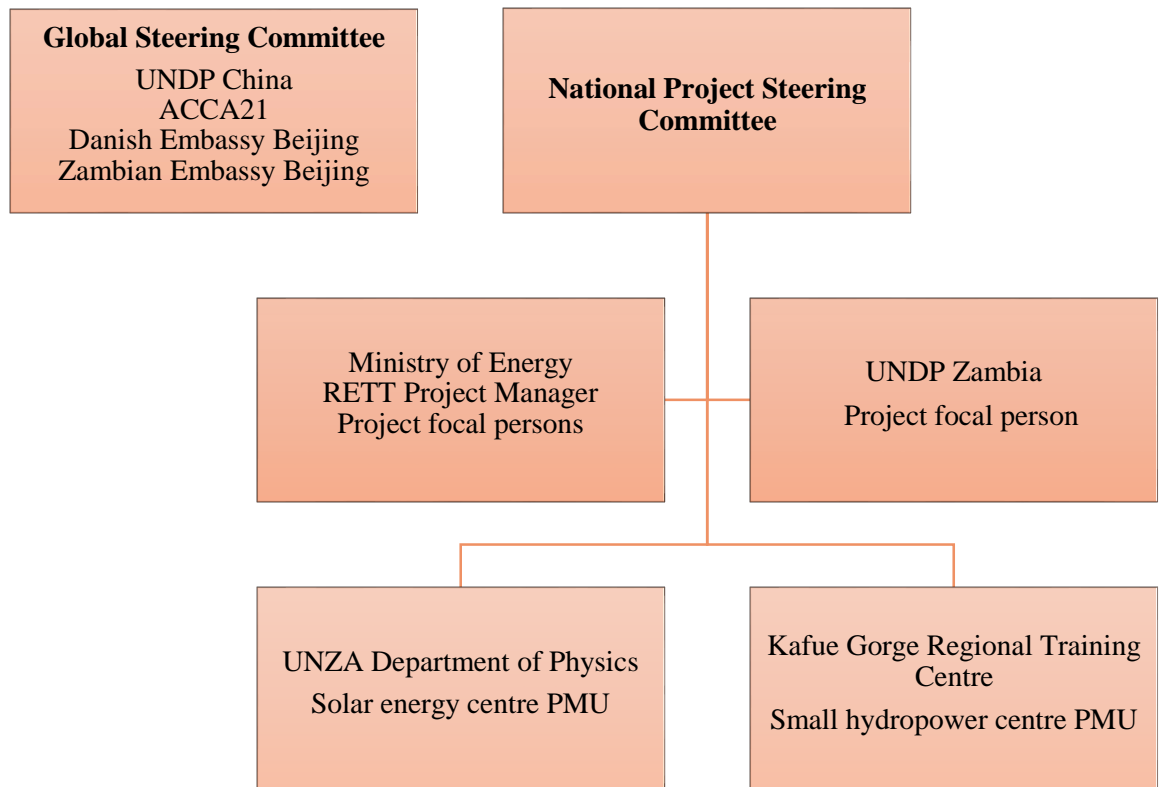 Global Steering Committee
UNDP China
ACCA21
Danish Embassy Beijing
Zambian Embassy Beijing
National Project Steering
Committee
Ministry of Energy
RETT Project Manager
Project focal persons
UNDP Zambia
Project focal person
UNZA Department of Physics
Solar energy centre PMU
Kafue Gorge Regional Training
Centre
Small hydropower centre PMU